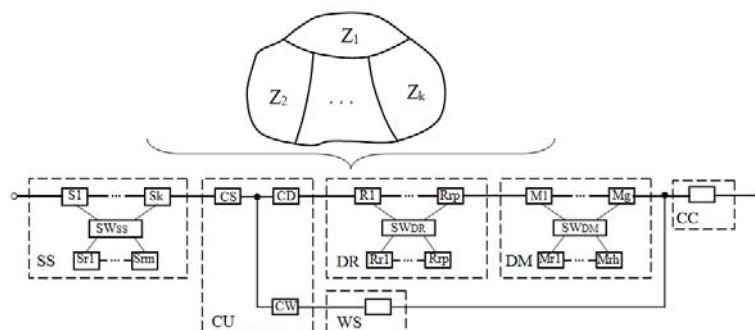 Z1
Z2 ... Zk
S1 ... Sk CS CD R1 ... Rrp M1 ... Mg CC
SWSS SWDR SWDM
SS Sr1 ... Srm DR Rr1 ... Rrp DM Mr1 ... Mrh
CU CW WS